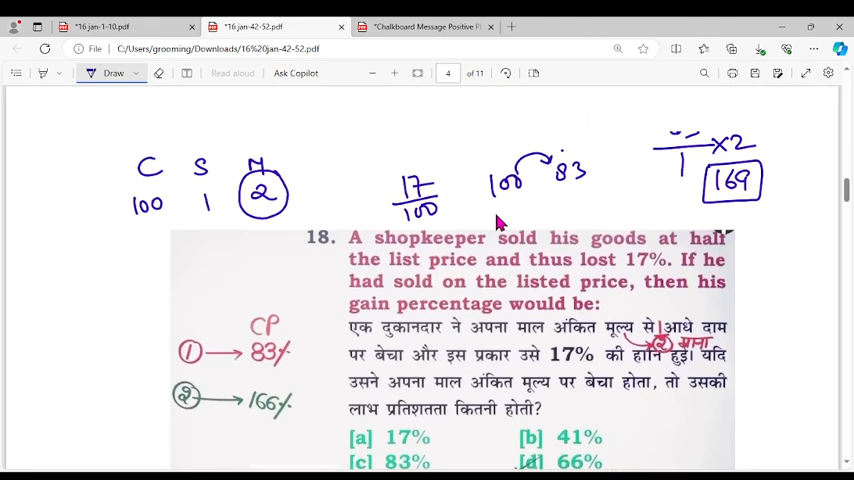 *16 jan-1-10.pdf
*16 jan-42-52.pdf
*Chalkboard Message Positive Pl
File
C:/Users/grooming/Downloads/16%20jan-42-52.pdf
Draw
Read aloud
Ask Copilot
4 of 11
C S M
100 1 2
17/100
100 83
×2
1
169
18. A shopkeeper sold his goods at half
the list price and thus lost 17%. If he
had sold on the listed price, then his
gain percentage would be:
एक दुकानदार ने अपना माल अंकित मूल्य से आधे दाम
पर बेचा और इस प्रकार उसे 17% की हानि हुई। यदि
उसने अपना माल अंकित मूल्य पर बेचा होता, तो उसकी
लाभ प्रतिशतता कितनी होती?
1
2 माना
CP
1 → 83%
2 → 166%
[a] 17%
[b] 41%
[c] 83%
[d] 66%